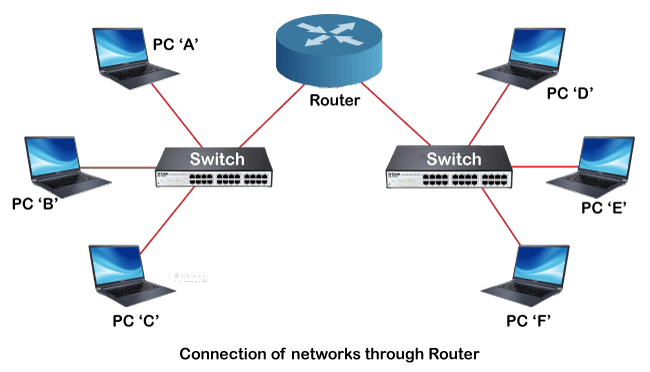 PC ‘A’
Router
PC ‘D’
Switch
Switch
PC ‘B’
PC ‘E’
PC ‘C’
PC ‘F’
Connection of networks through Router